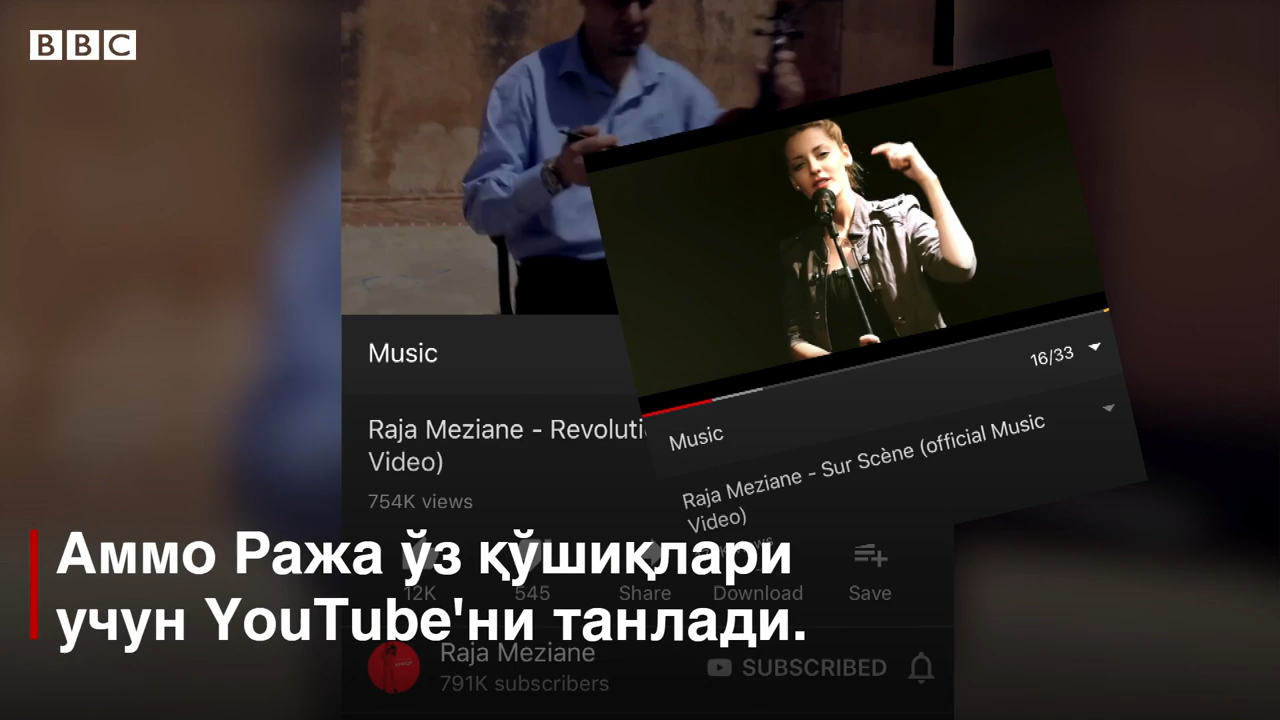 BBC
Music
Raja Meziane - Revoluti
Video)
754K views
16/33
Music
Raja Meziane - Sur Scène (official Music
Video)
Аммо Ража ўз қўшиқлари
учун YouTube'ни танлади.
12K
545
Share
Download
Save
Raja Meziane
791K subscribers
SUBSCRIBED